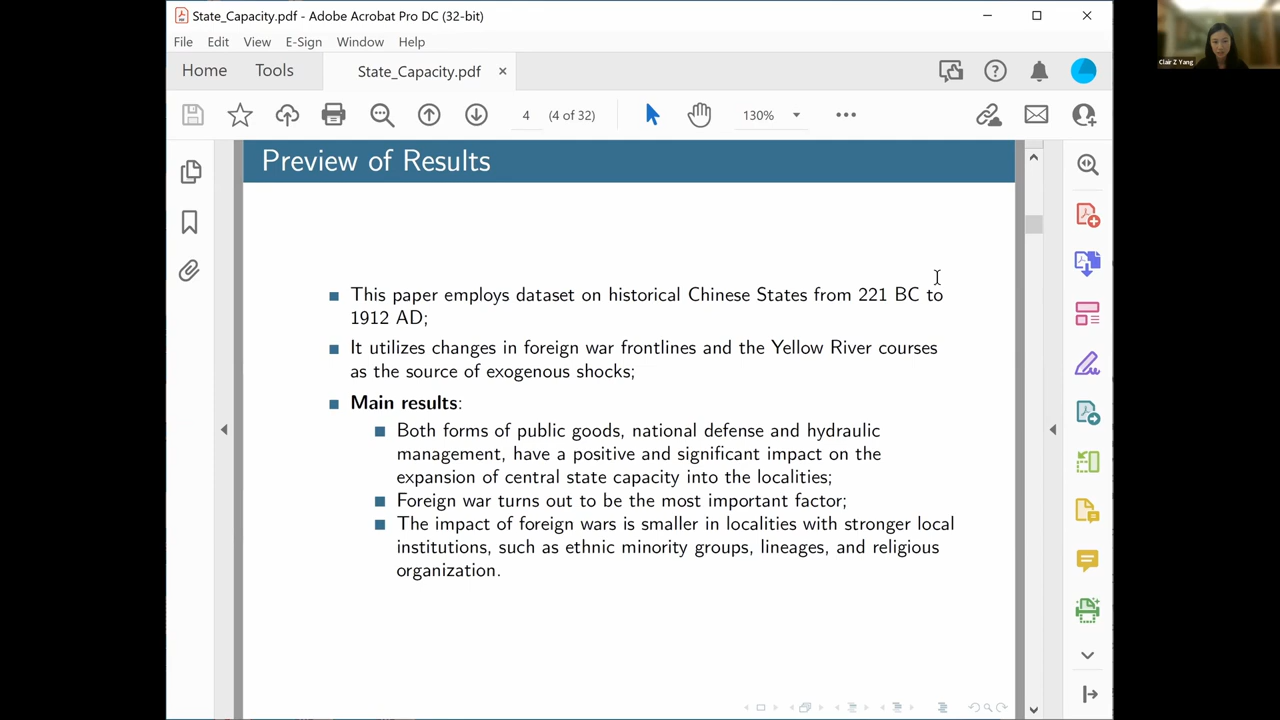 State_Capacity.pdf - Adobe Acrobat Pro DC (32-bit)
File Edit View E-Sign Window Help
Home Tools State_Capacity.pdf
4 (4 of 32) 130%
Clair Z Yang
Preview of Results
This paper employs dataset on historical Chinese States from 221 BC to
1912 AD;
It utilizes changes in foreign war frontlines and the Yellow River courses
as the source of exogenous shocks;
Main results:
Both forms of public goods, national defense and hydraulic
management, have a positive and significant impact on the
expansion of central state capacity into the localities;
Foreign war turns out to be the most important factor;
The impact of foreign wars is smaller in localities with stronger local
institutions, such as ethnic minority groups, lineages, and religious
organization.